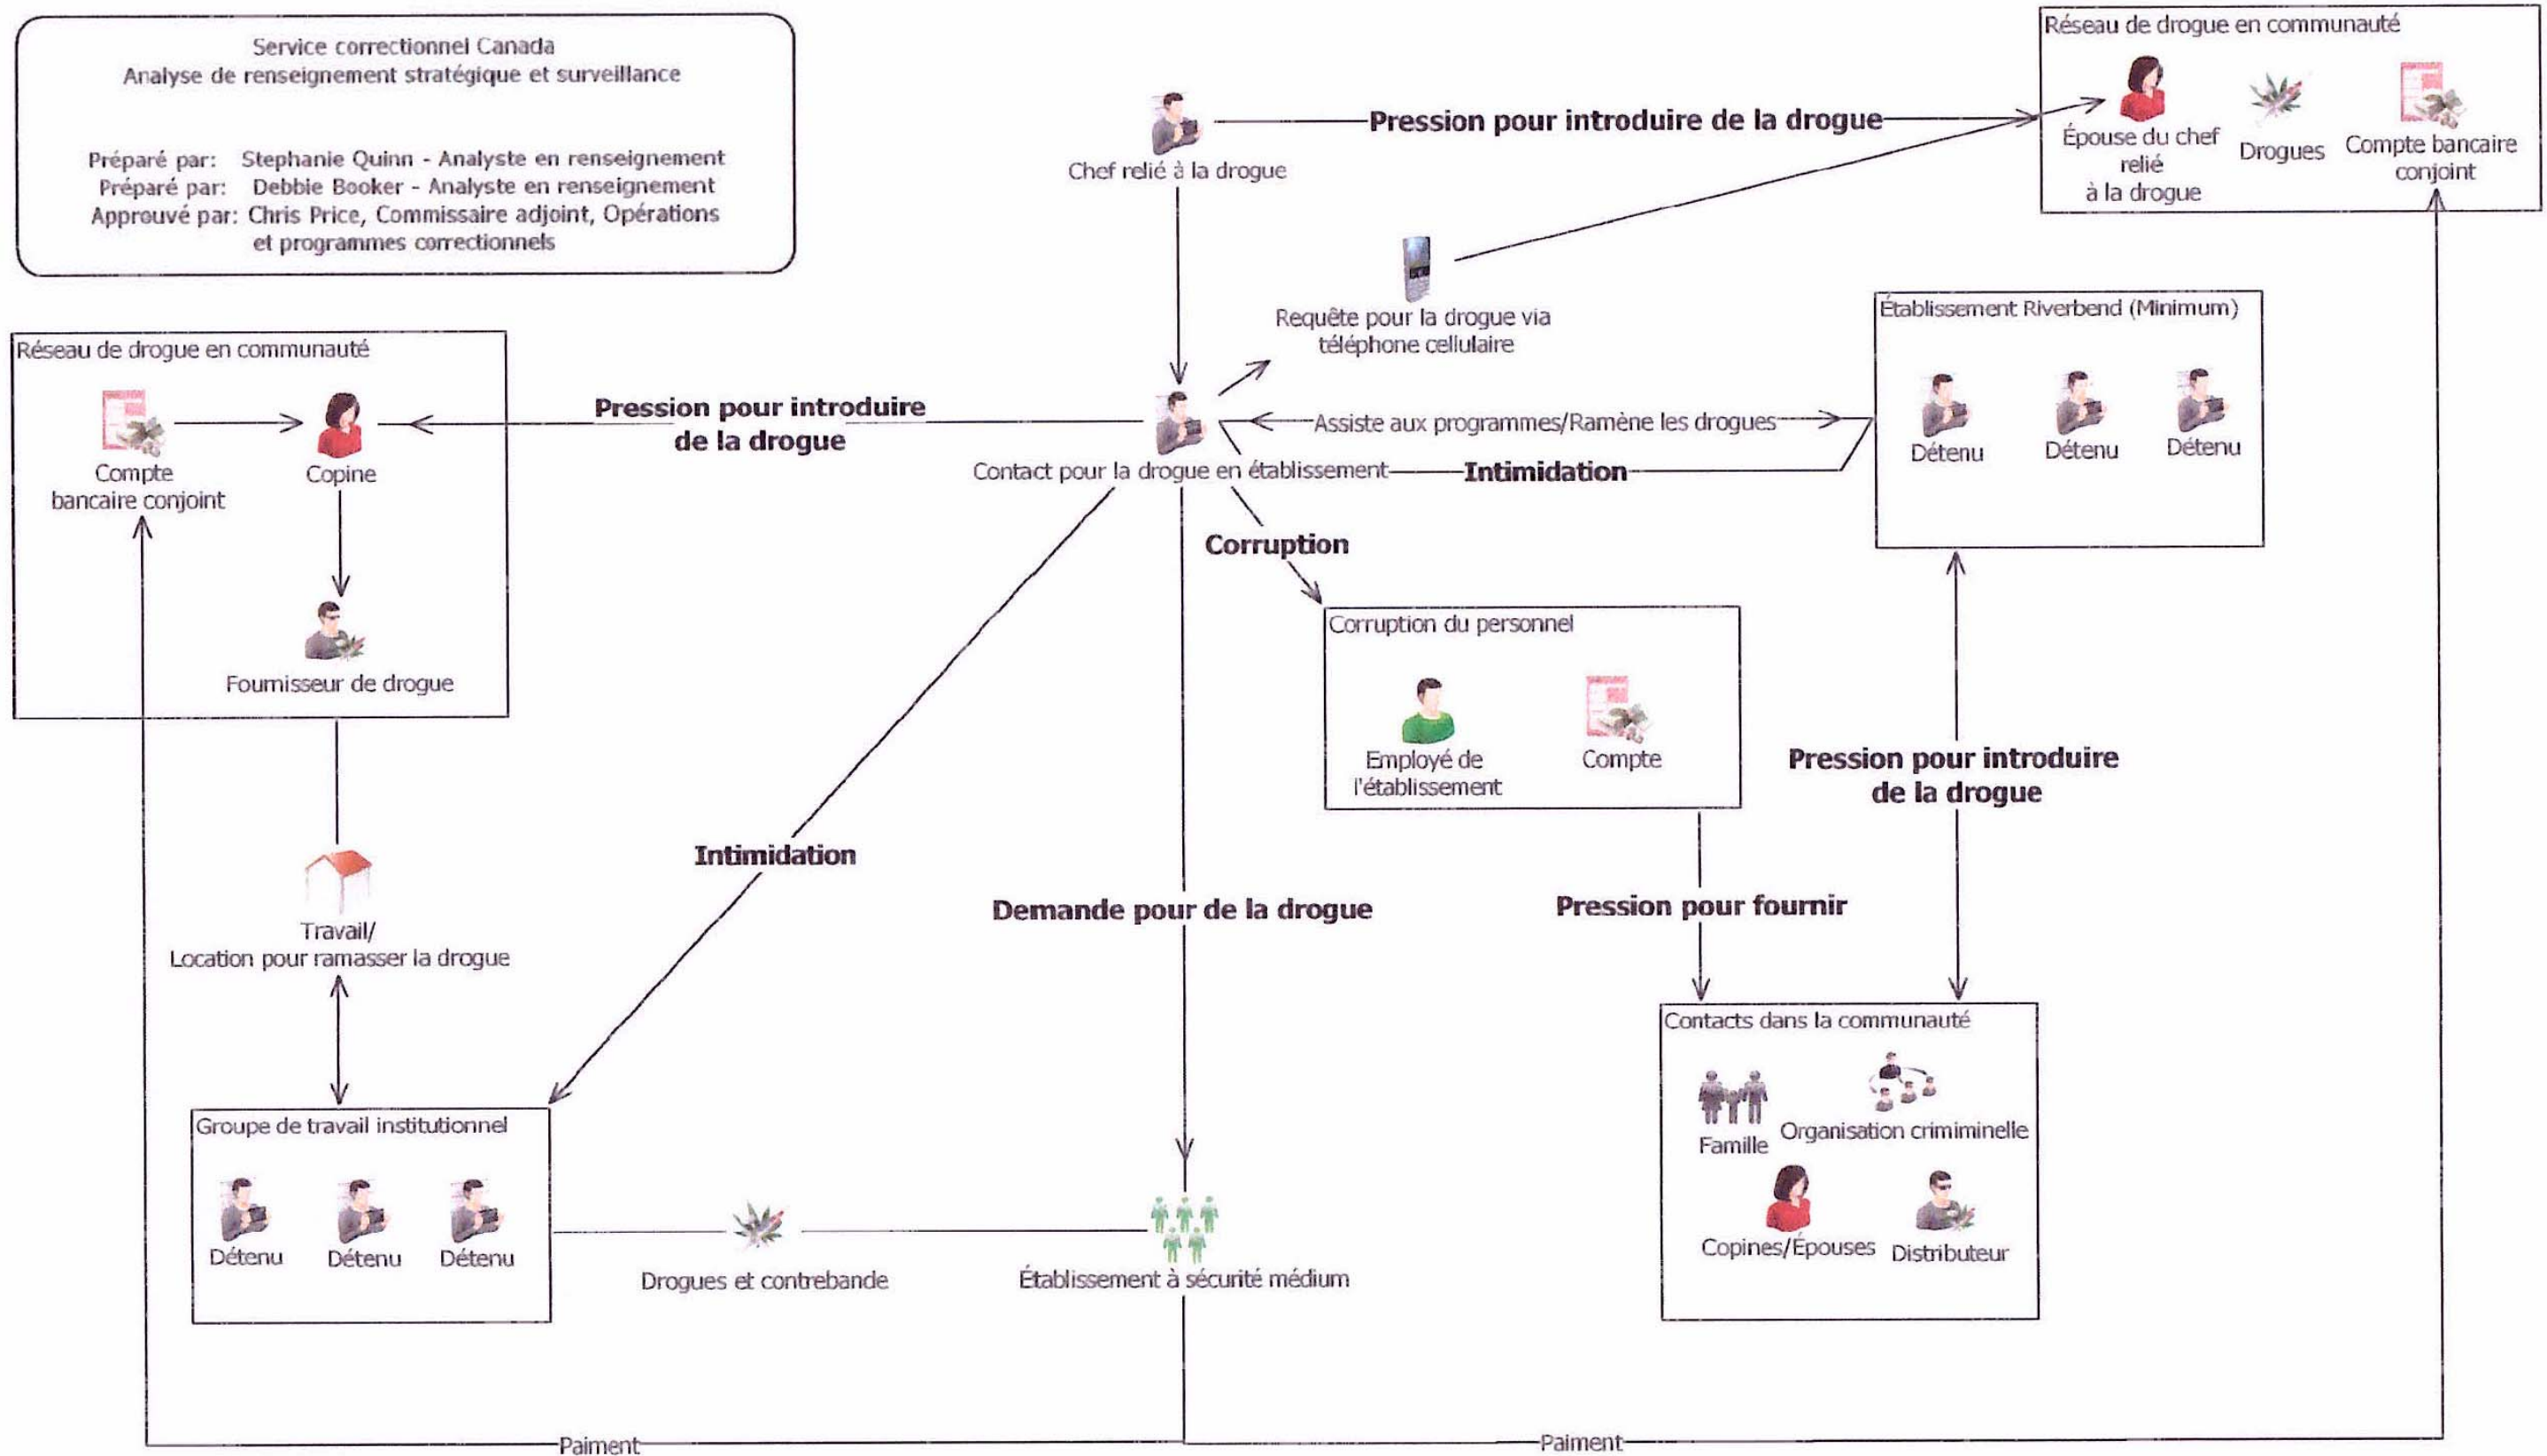 Service correctionnel Canada
Analyse de renseignement stratégique et surveillance
Préparé par: Stephanie Quinn - Analyste en renseignement
Préparé par: Debbie Booker - Analyste en renseignement
Approuvé par: Chris Price, Commissaire adjoint, Opérations
et programmes correctionnels
Réseau de drogue en communauté
Épouse du chef
relié
à la drogue
Drogues
Compte bancaire
conjoint
Chef relié à la drogue
Pression pour introduire de la drogue
Requête pour la drogue via
téléphone cellulaire
Établissement Riverbend (Minimum)
Détenu
Détenu
Détenu
Réseau de drogue en communauté
Compte
bancaire conjoint
Copine
Fournisseur de drogue
Pression pour introduire
de la drogue
Assiste aux programmes/Ramène les drogues
Contact pour la drogue en établissement
Intimidation
Corruption
Corruption du personnel
Employé de
l'établissement
Compte
Pression pour introduire
de la drogue
Intimidation
Demande pour de la drogue
Pression pour fournir
Travail/
Location pour ramasser la drogue
Contacts dans la communauté
Famille
Organisation crimiminelle
Copines/Épouses
Distributeur
Groupe de travail institutionnel
Détenu
Détenu
Détenu
Drogues et contrebande
Établissement à sécurité médium
Paiment
Paiment